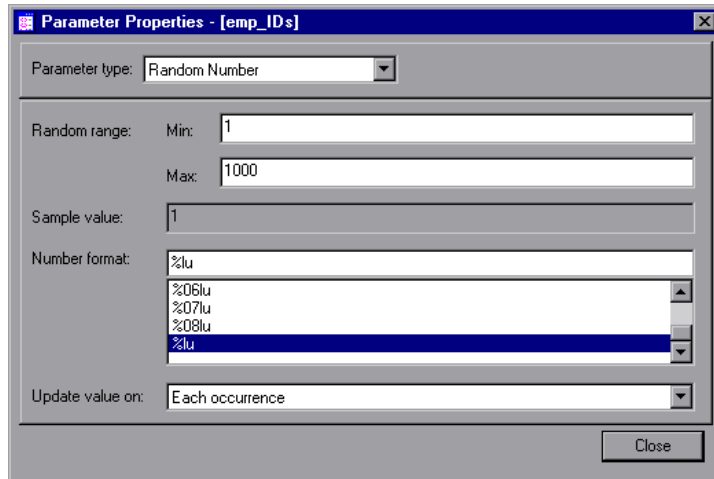 Parameter Properties - [emp_IDs]
Parameter type: Random Number
Random range: Min: 1
Max: 1000
Sample value: 1
Number format: %lu
%06lu
%07lu
%08lu
%lu
Update value on: Each occurrence
Close